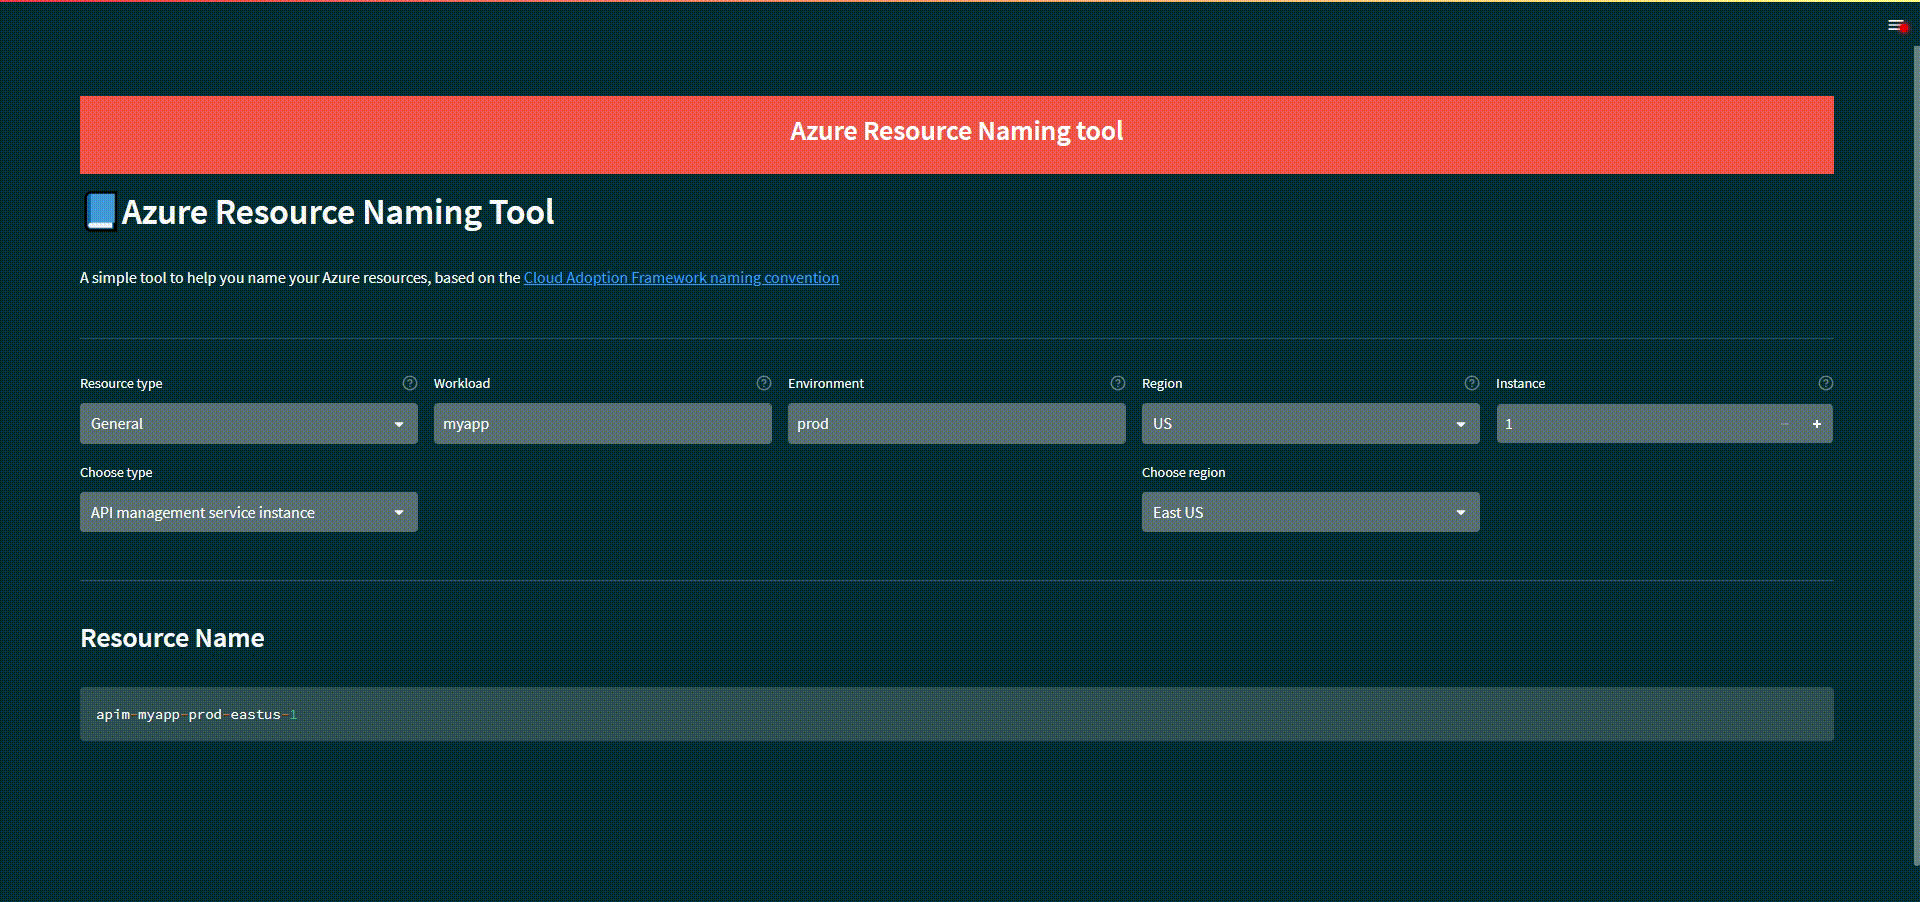 Azure Resource Naming tool
Azure Resource Naming Tool
A simple tool to help you name your Azure resources, based on the Cloud Adoption Framework naming convention
Resource type Workload Environment Region Instance
General myapp prod US 1
Choose type Choose region
API management service instance East US
Resource Name
apim-myapp-prod-eastus-1